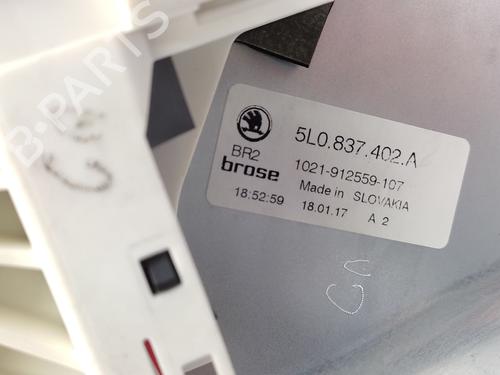 B-PARTS
5L0.837.402.A
BR2
brose
1021-912559-107
Made in SLOVAKIA
18:52:59 18.01.17 A 2